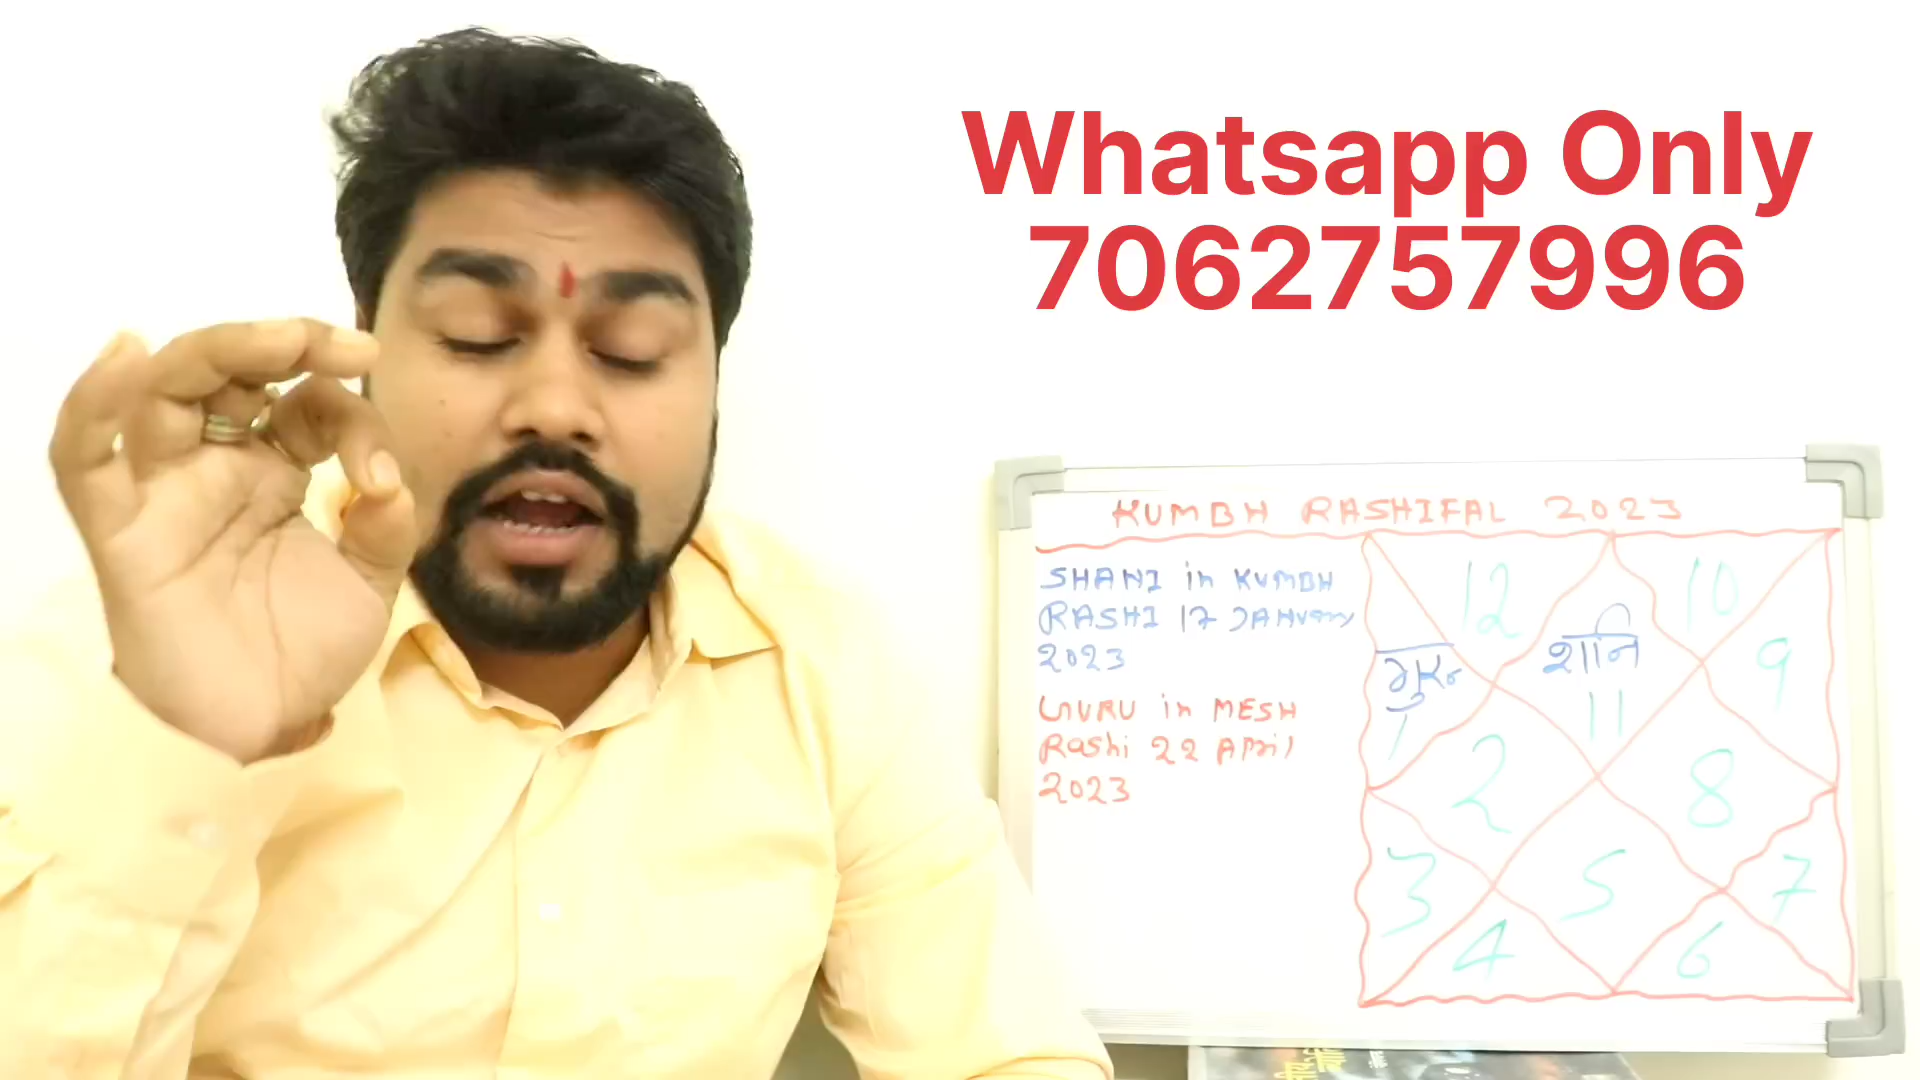 Whatsapp Only
7062757996
KUMBH RASHIFAL 2023
SHANI in KUMBH
RASHI 17 JANuary
2023
GURU in MESH
Rashi 22 APril
2023
12
10
गुरु
शनि
9
1
11
2
8
3
5
7
4
6